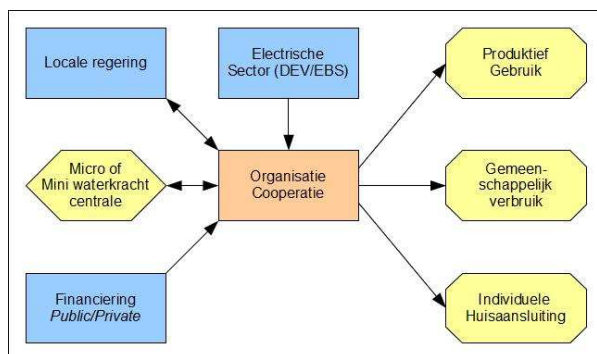 Locale regering
Electrische
Sector (DEV/EBS)
Produktief
Gebruik
Micro of
Mini waterkracht
centrale
Organisatie
Cooperatie
Gemeen-
schappelijk
verbruik
Financiering
Public/Private
Individuele
Huisaansluiting